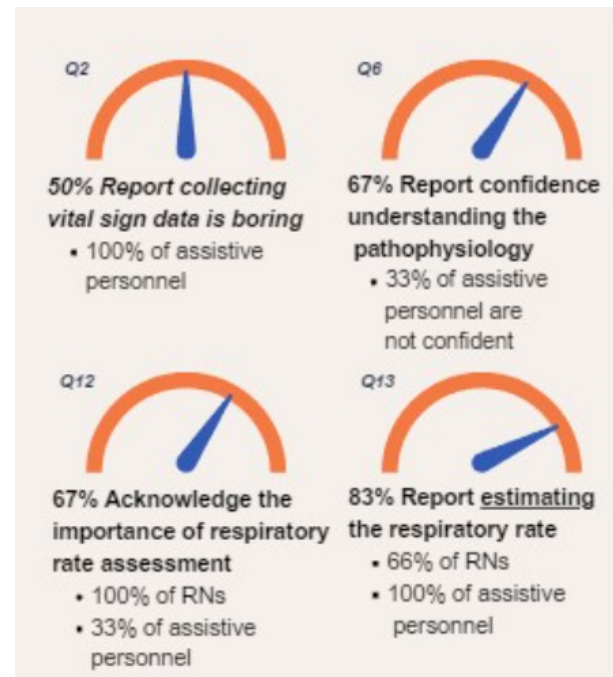 Q2
50% Report collecting
vital sign data is boring
• 100% of assistive
personnel
Q6
67% Report confidence
understanding the
pathophysiology
• 33% of assistive
personnel are
not confident
Q12
67% Acknowledge the
importance of respiratory
rate assessment
• 100% of RNs
• 33% of assistive
personnel
Q13
83% Report estimating
the respiratory rate
• 66% of RNs
• 100% of assistive
personnel